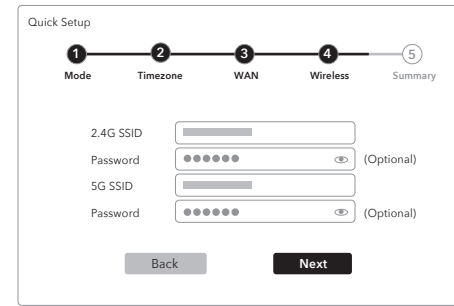 Quick Setup
1 2 3 4 5
Mode Timezone WAN Wireless Summary
2.4G SSID
Password (Optional)
5G SSID
Password (Optional)
Back Next